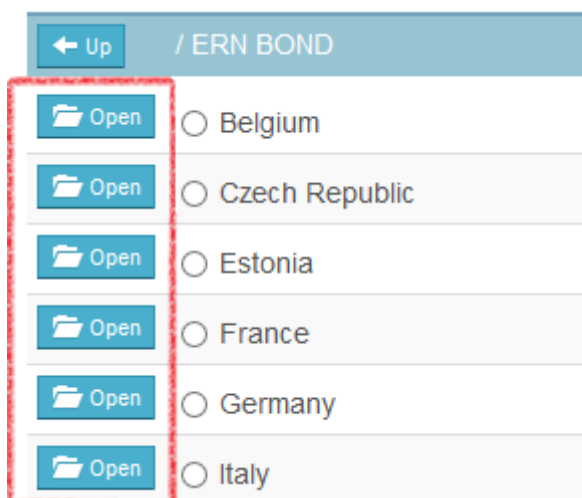 Up / ERN BOND
Open Belgium
Open Czech Republic
Open Estonia
Open France
Open Germany
Open Italy